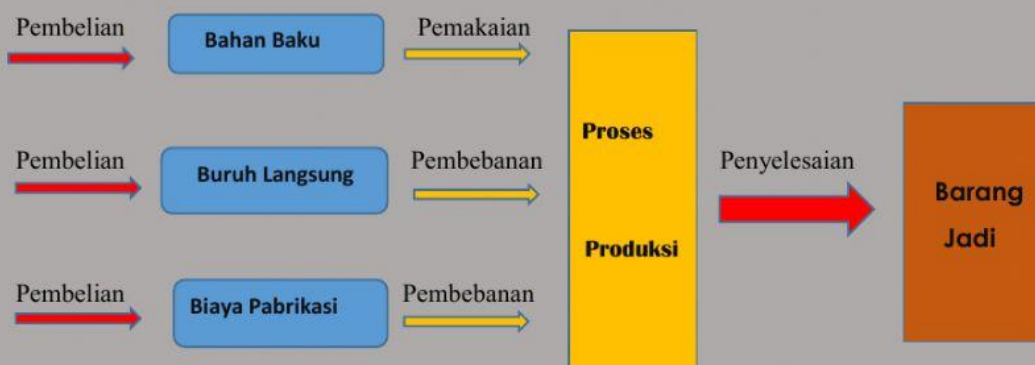 Pembelian
Bahan Baku
Pemakaian
Pembelian
Buruh Langsung
Pembebanan
Pembelian
Biaya Pabrikasi
Pembebanan
Proses
Produksi
Penyelesaian
Barang
Jadi